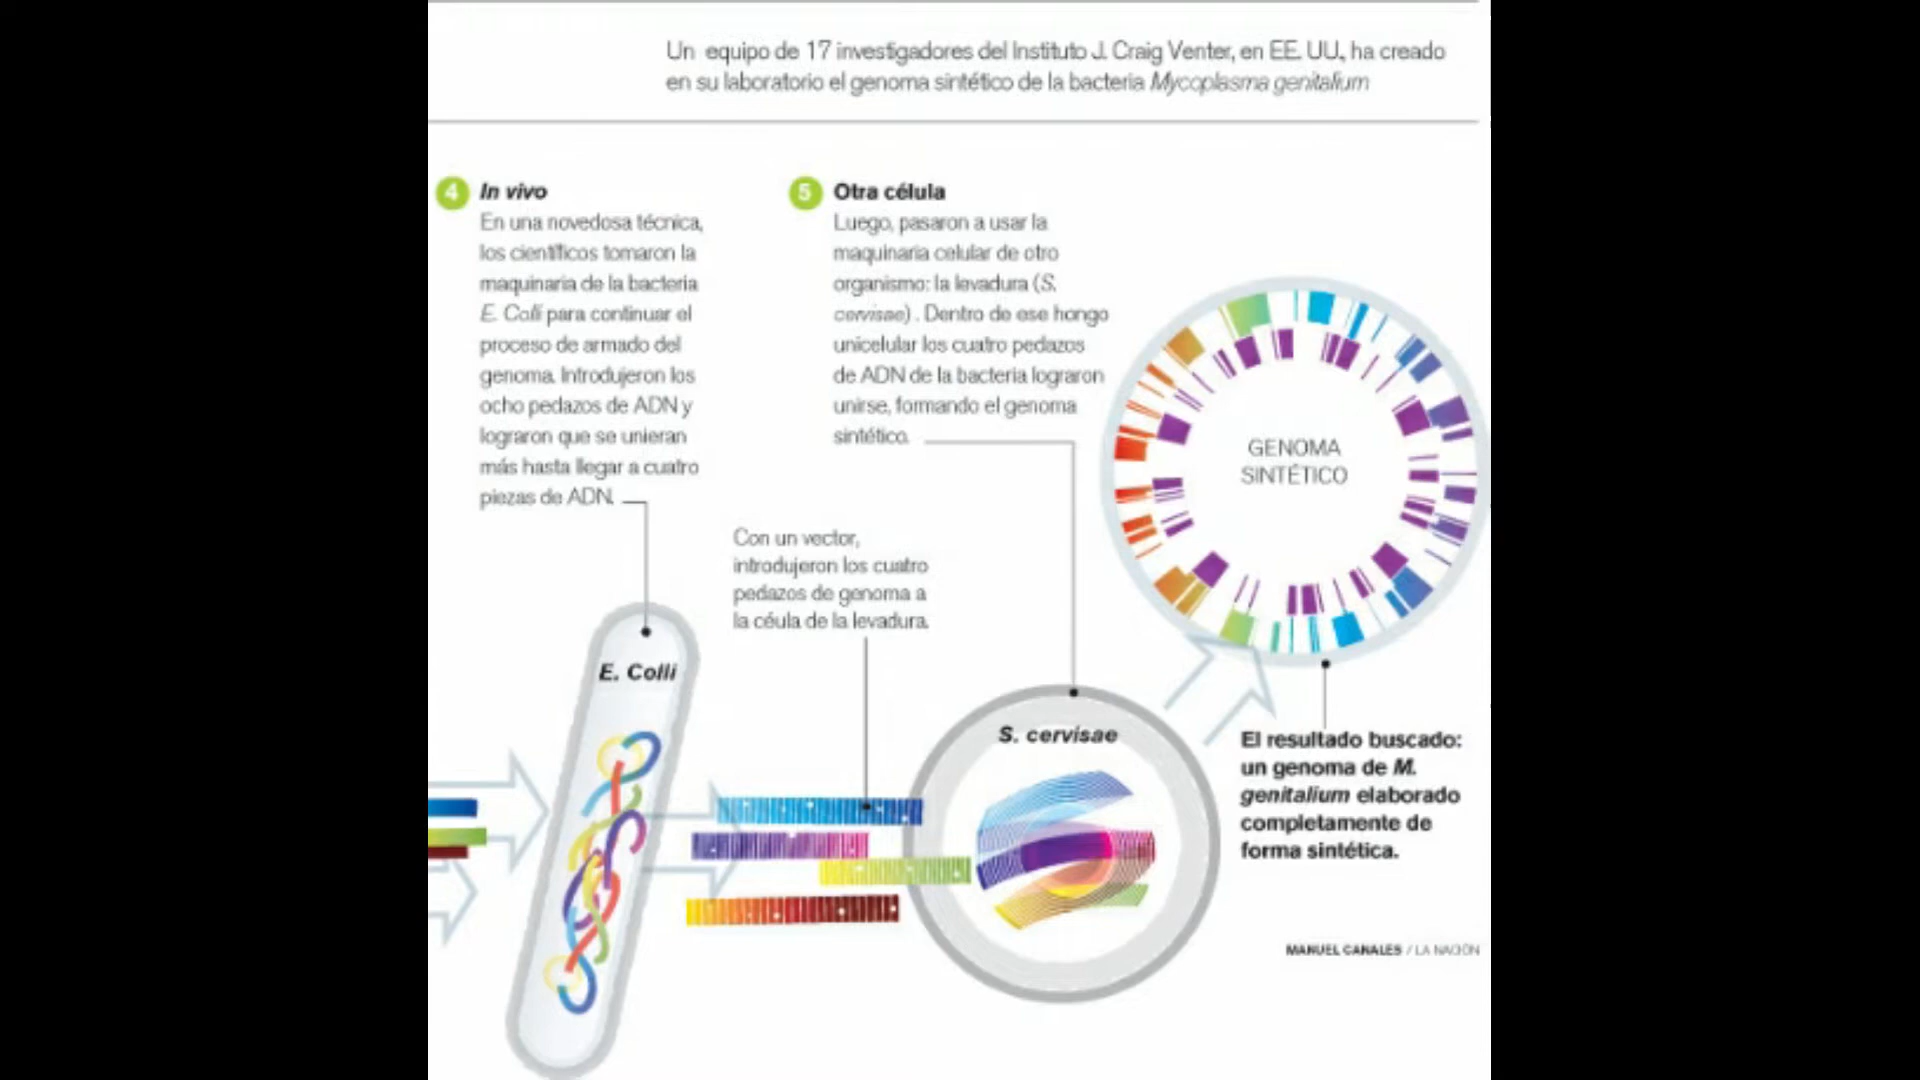 Un equipo de 17 investigadores del Instituto J. Craig Venter, en EE. UU., ha creado
en su laboratorio el genoma sintético de la bacteria Mycoplasma genitalium
4 In vivo
En una novedosa técnica,
los científicos tomaron la
maquinaria de la bacteria
E. Colli para continuar el
proceso de armado del
genoma. Introdujeron los
ocho pedazos de ADN y
lograron que se unieran
más hasta llegar a cuatro
piezas de ADN.
5 Otra célula
Luego, pasaron a usar la
maquinaria celular de otro
organismo: la levadura (S.
cervisae) . Dentro de ese hongo
unicelular los cuatro pedazos
de ADN de la bacteria lograron
unirse, formando el genoma
sintético.
Con un vector,
introdujeron los cuatro
pedazos de genoma a
la céula de la levadura.
GENOMA
SINTÉTICO
E. Colli
S. cervisae
El resultado buscado:
un genoma de M.
genitalium elaborado
completamente de
forma sintética.
MANUEL CANALES / LA NACIÓN